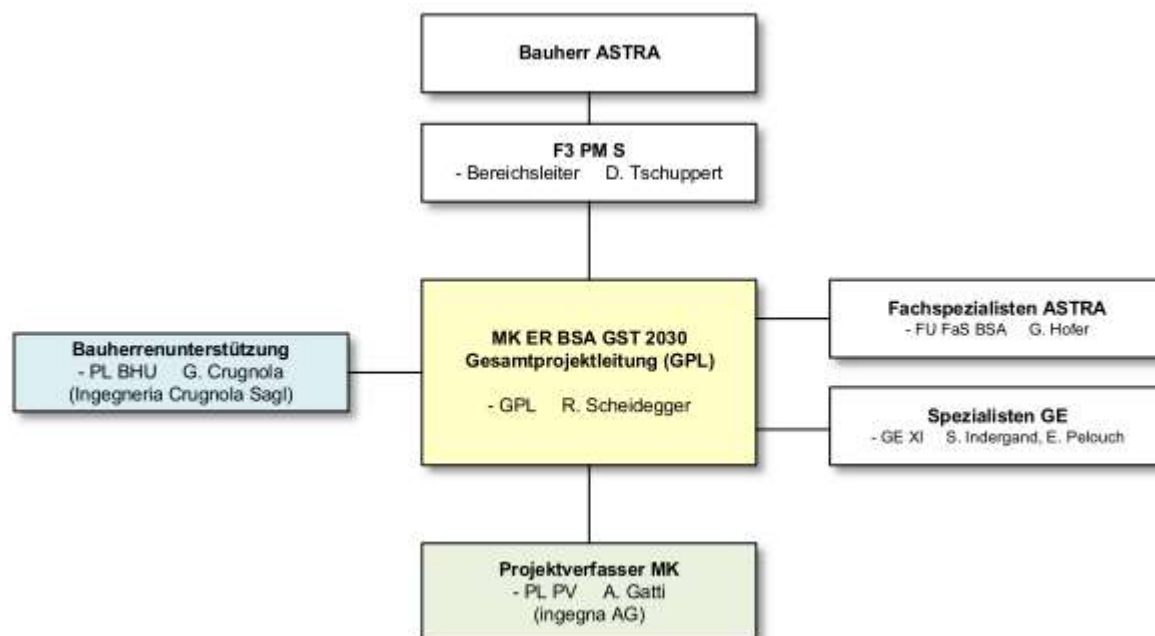 Bauherr ASTRA
F3 PM S
- Bereichsleiter D. Tschuppert
MK ER BSA GST 2030
Gesamtprojektleitung (GPL)
- GPL R. Scheidegger
Bauherrenunterstützung
- PL BHU G. Crugnola
(Ingegneria Crugnola Sagl)
Fachspezialisten ASTRA
- FU FaS BSA G. Hofer
Spezialisten GE
- GE XI S. Indergand, E. Pelouch
Projektverfasser MK
- PL PV A. Gatti
(ingegna AG)